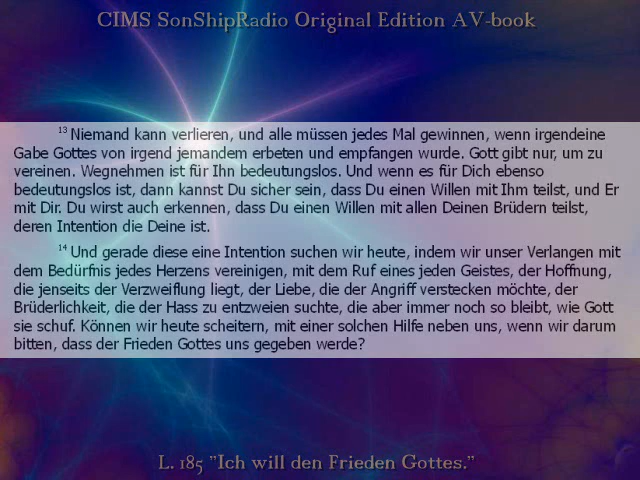 CIMS SonShipRadio Original Edition AV-book
13 Niemand kann verlieren, und alle müssen jedes Mal gewinnen, wenn irgendeine
Gabe Gottes von irgend jemandem erbeten und empfangen wurde. Gott gibt nur, um zu
vereinen. Wegnehmen ist für Ihn bedeutungslos. Und wenn es für Dich ebenso
bedeutungslos ist, dann kannst Du sicher sein, dass Du einen Willen mit Ihm teilst, und Er
mit Dir. Du wirst auch erkennen, dass Du einen Willen mit allen Deinen Brüdern teilst,
deren Intention die Deine ist.
14 Und gerade diese eine Intention suchen wir heute, indem wir unser Verlangen mit
dem Bedürfnis jedes Herzens vereinigen, mit dem Ruf eines jeden Geistes, der Hoffnung,
die jenseits der Verzweiflung liegt, der Liebe, die der Angriff verstecken möchte, der
Brüderlichkeit, die der Hass zu entzweien suchte, die aber immer noch so bleibt, wie Gott
sie schuf. Können wir heute scheitern, mit einer solchen Hilfe neben uns, wenn wir darum
bitten, dass der Frieden Gottes uns gegeben werde?
L. 185 "Ich will den Frieden Gottes."